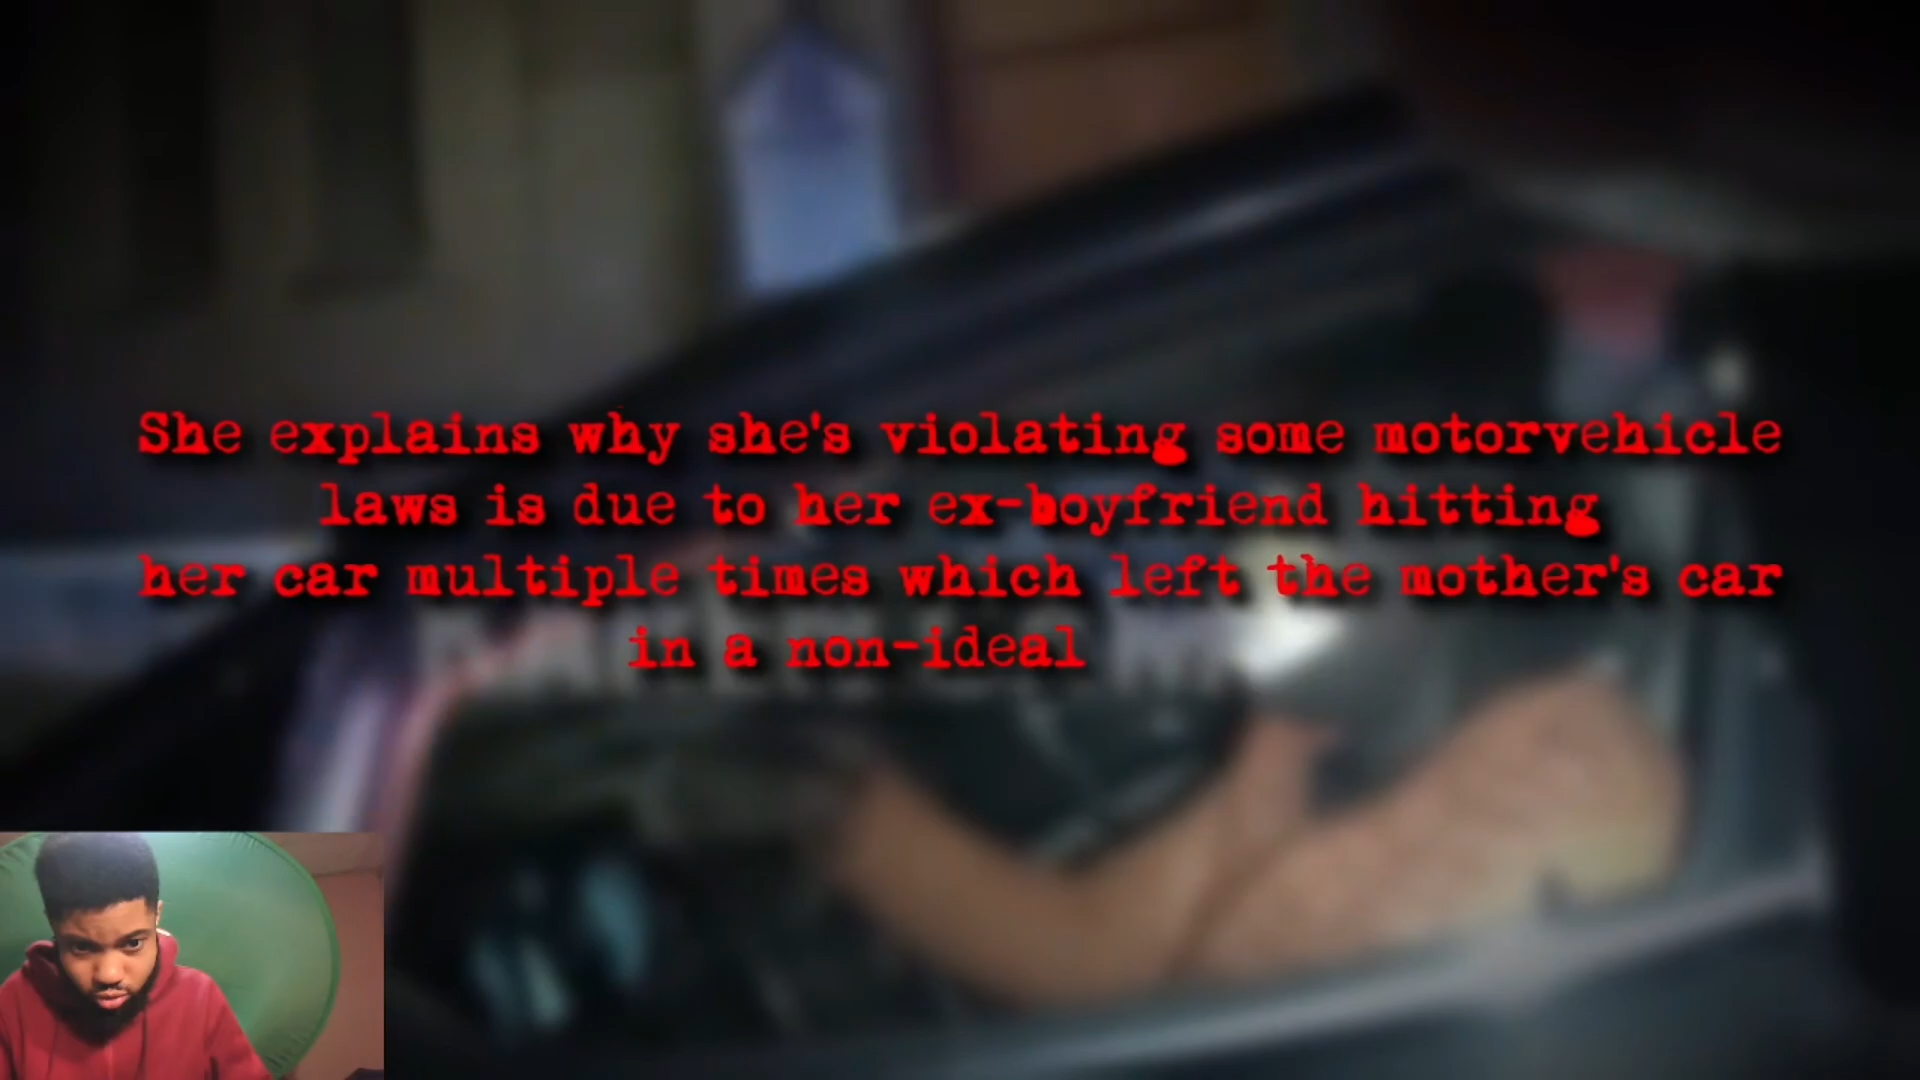 She explains why she's violating some motorvehicle
laws is due to her ex-boyfriend hitting
her car multiple times which left the mother's car
in a non-ideal